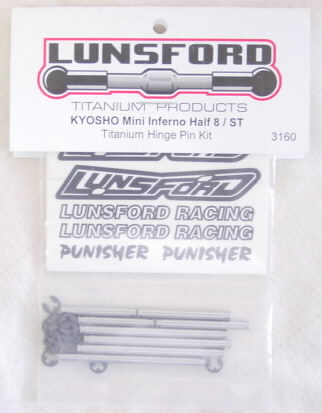 LUNSFORD
TITANIUM PRODUCTS
KYOSHO Mini Inferno Half 8 / ST
Titanium Hinge Pin Kit 3160
LUNSFORD
LUNSFORD RACING
LUNSFORD RACING
PUNISHER PUNISHER